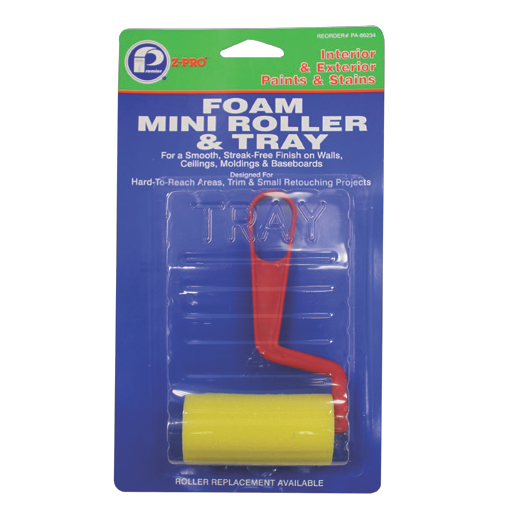 REORDER# PA-86234
P
Premier
®
Z-PRO®
Interior
& Exterior
Paints & Stains
FOAM
MINI ROLLER
& TRAY
For a Smooth, Streak-Free Finish on Walls,
Ceilings, Moldings & Baseboards
Designed For
Hard-To-Reach Areas, Trim & Small Retouching Projects
TRAY
ROLLER REPLACEMENT AVAILABLE